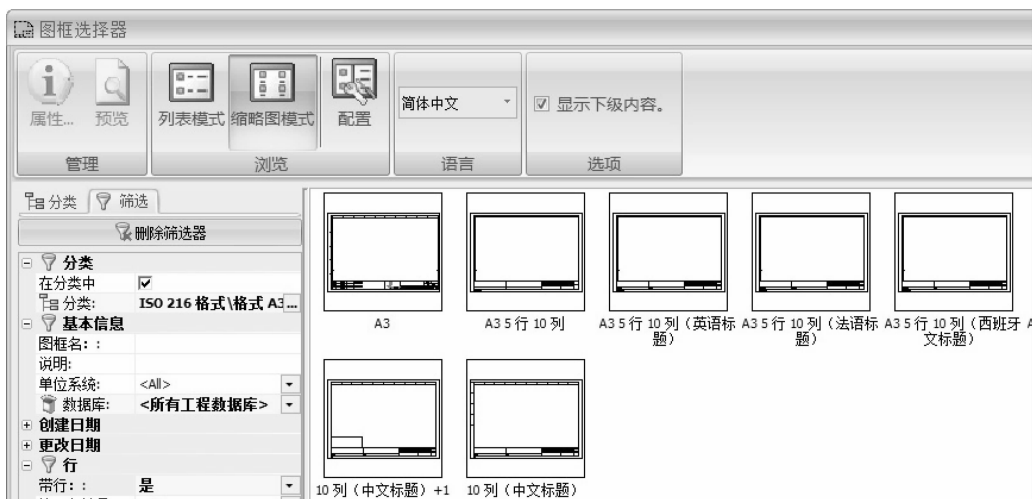 图框选择器
属性... 预览 列表模式 缩略图模式 配置 简体中文 显示下级内容。
管理 浏览 语言 选项
分类 筛选
删除筛选器
分类
在分类中
分类: ISO 216 格式\格式 A3 ...
基本信息
图框名: :
说明:
单位系统: <All>
数据库: <所有工程数据库>
创建日期
更改日期
行
带行: : 是
A3
A3 5 行 10 列
A3 5 行 10 列（英语标
题）
A3 5 行 10 列（法语标
题）
A3 5 行 10 列（西班牙
文标题）
10 列（中文标题）+1
10 列（中文标题）